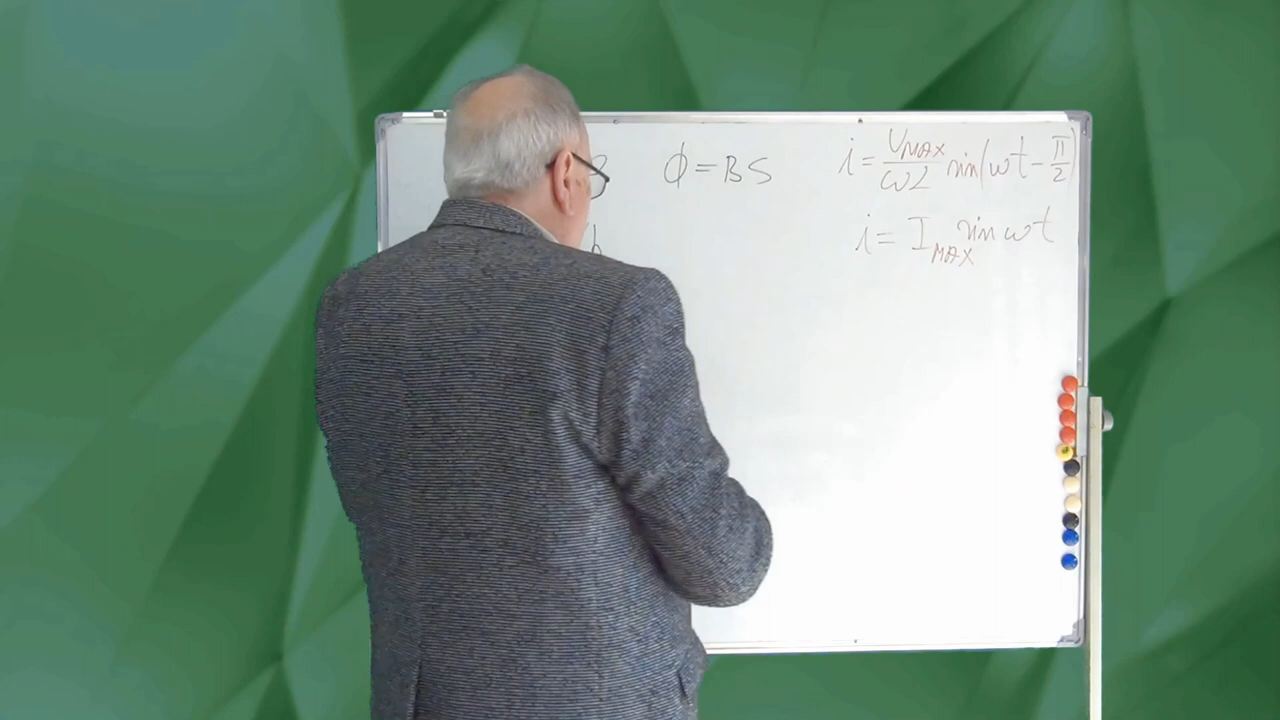 Φ = BS
i = U_MAX / ωL sin(ωt - π/2)
i = I_MAX sin ωt